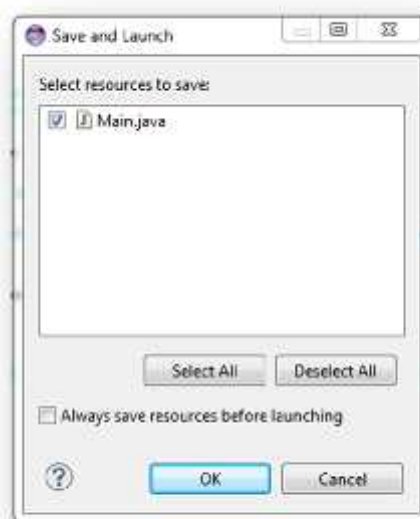 Save and Launch
Select resources to save:
Main.java
Select All Deselect All
Always save resources before launching
? OK Cancel